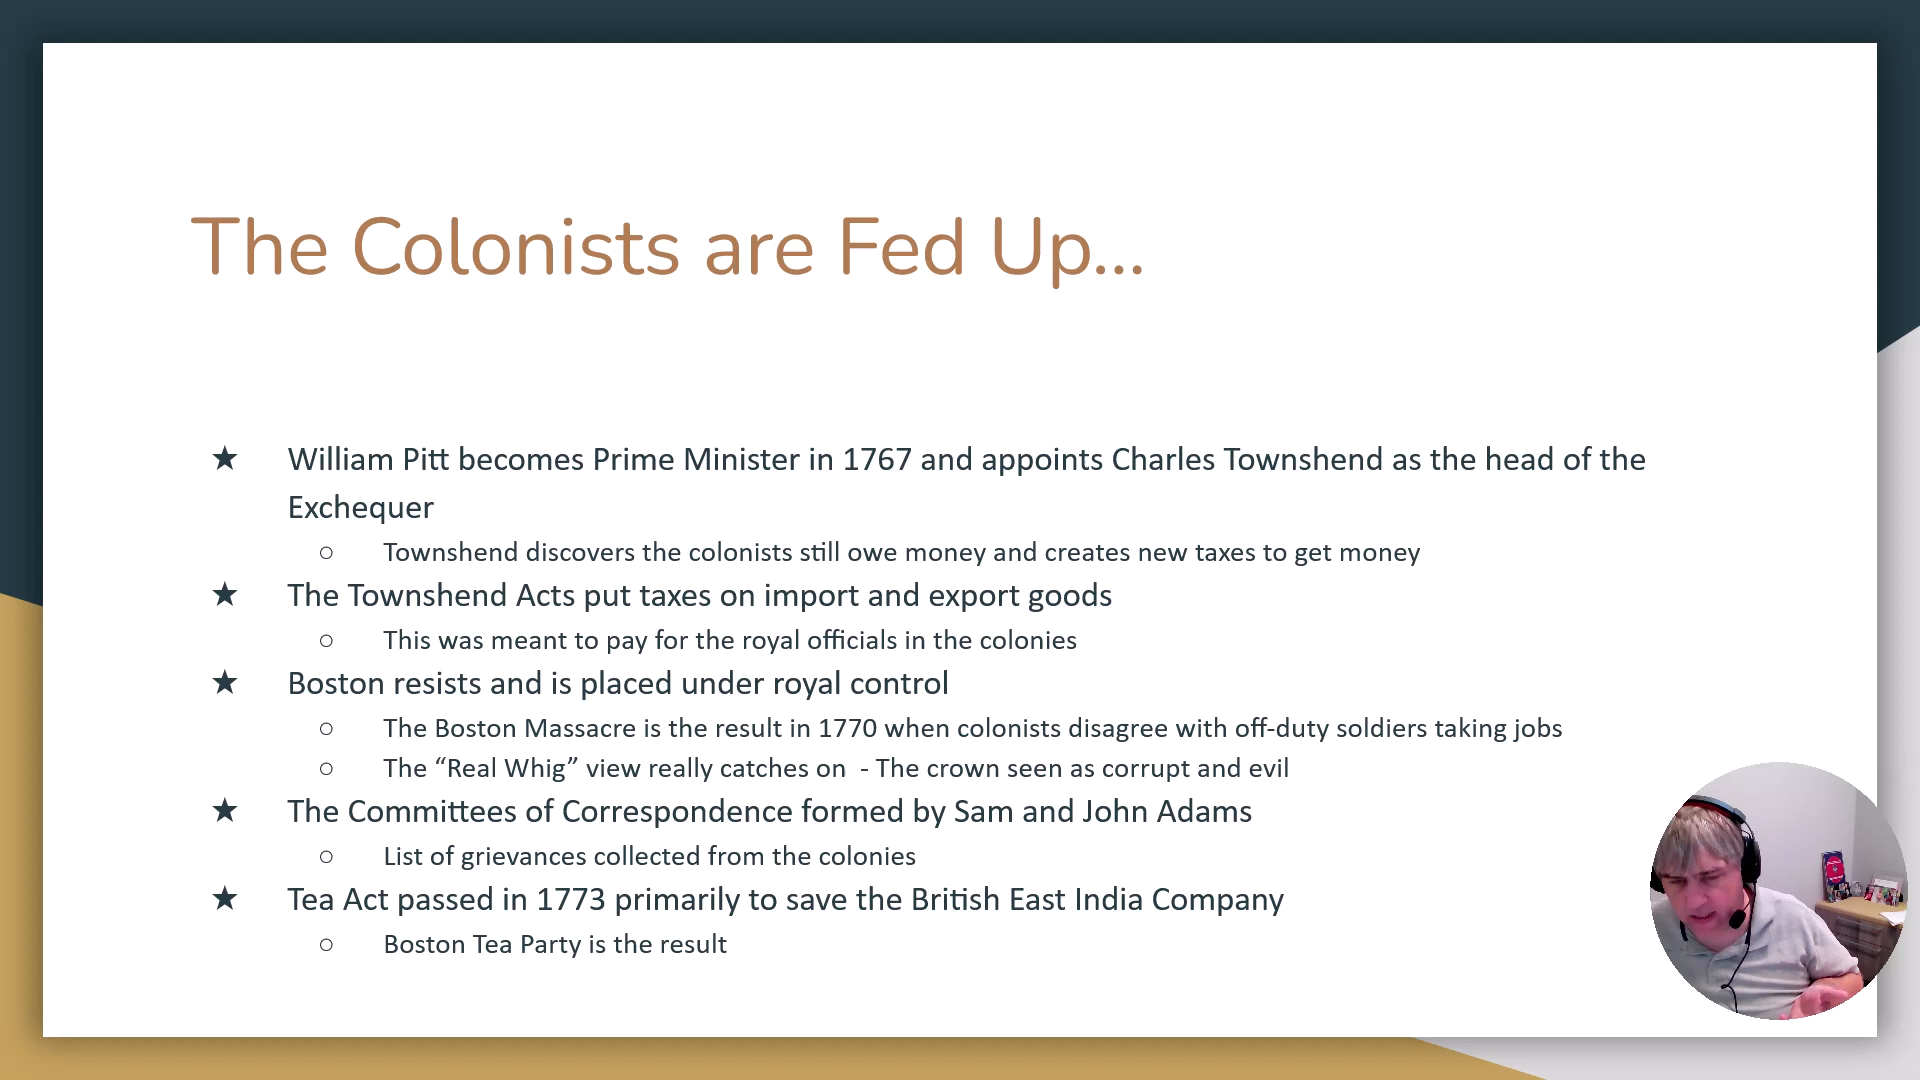 The Colonists are Fed Up...
★ William Pitt becomes Prime Minister in 1767 and appoints Charles Townshend as the head of the
Exchequer
○ Townshend discovers the colonists still owe money and creates new taxes to get money
★ The Townshend Acts put taxes on import and export goods
○ This was meant to pay for the royal officials in the colonies
★ Boston resists and is placed under royal control
○ The Boston Massacre is the result in 1770 when colonists disagree with off-duty soldiers taking jobs
○ The “Real Whig” view really catches on  - The crown seen as corrupt and evil
★ The Committees of Correspondence formed by Sam and John Adams
○ List of grievances collected from the colonies
★ Tea Act passed in 1773 primarily to save the British East India Company
○ Boston Tea Party is the result